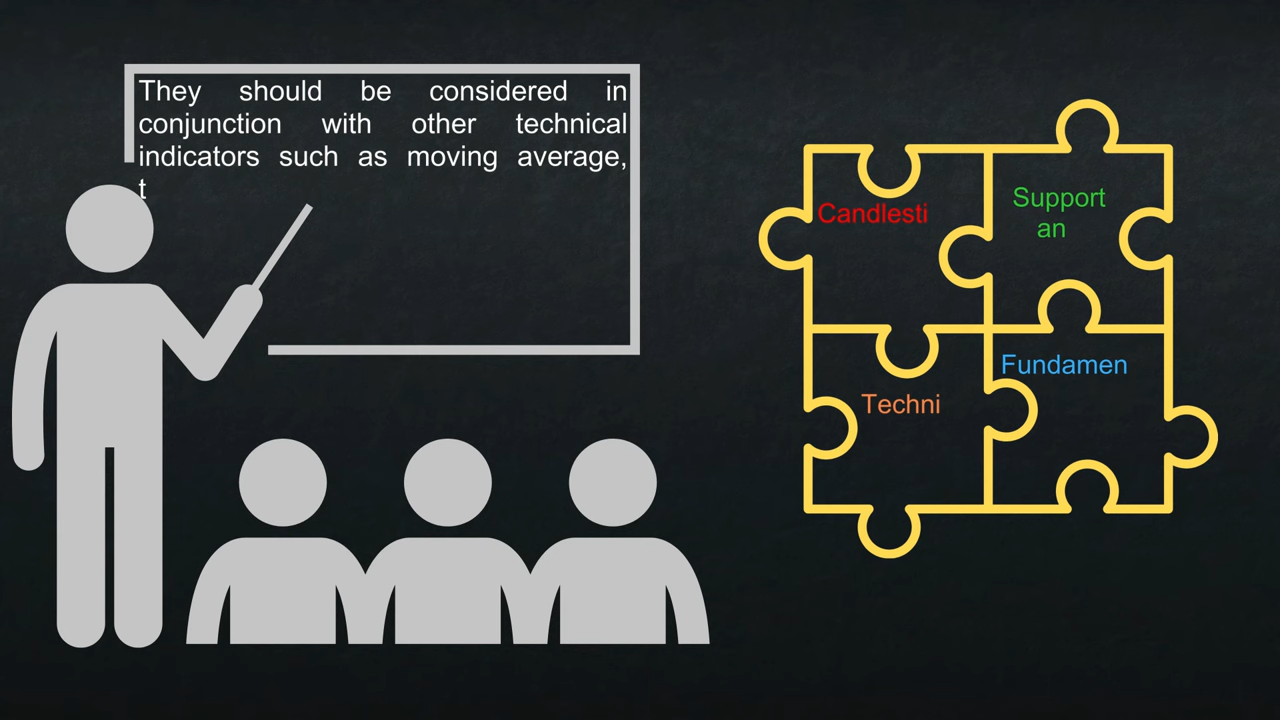 They should be considered in
conjunction with other technical
indicators such as moving average,
t
Candlesti
Support
an
Techni
Fundamen